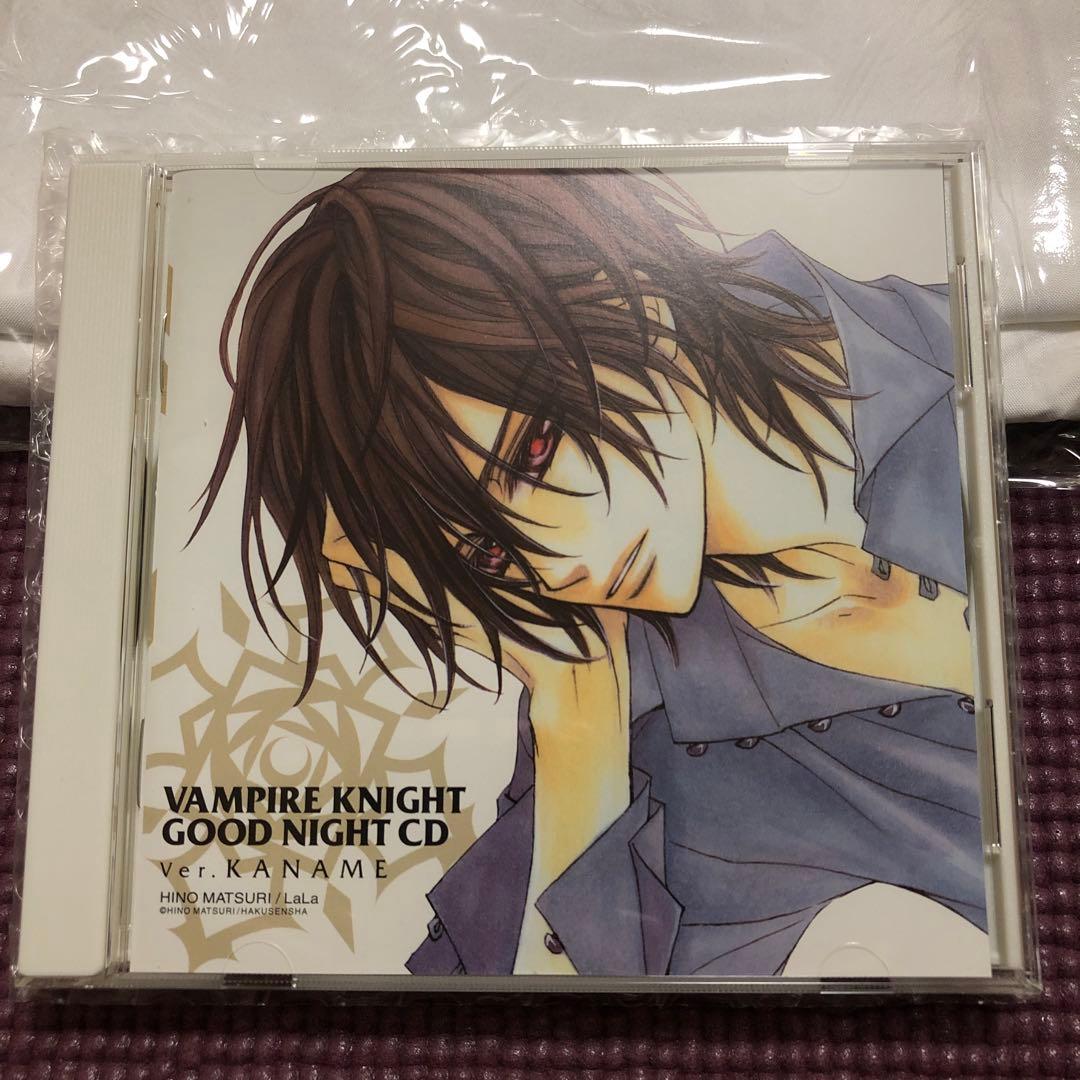 VAMPIRE KNIGHT
GOOD NIGHT CD
Ver. KANAME
HINO MATSURI / LaLa
©HINO MATSURI/HAKUSENSHA